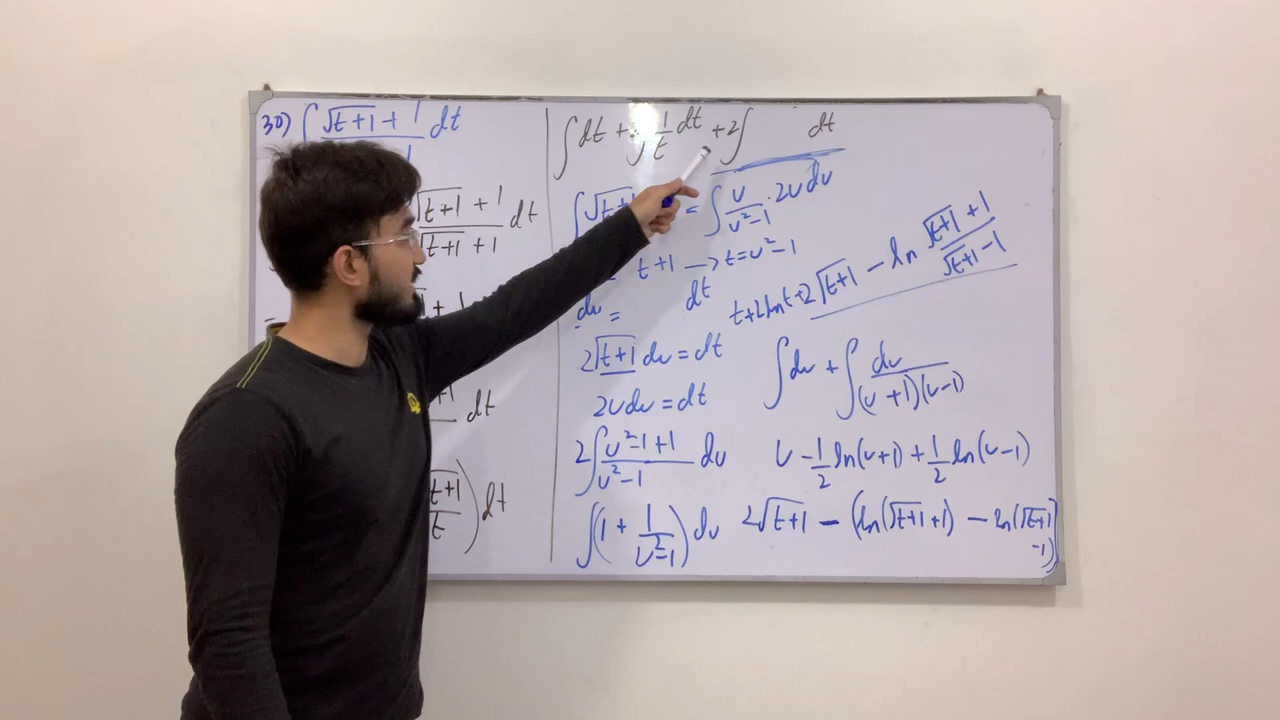 30) ∫ √t+1 + 1 dt
√t+1 + 1 dt
√t+1 + 1
dt
√t+1 / t ) dt
∫ dt + ∫ 1/t dt + 2∫ dt
∫ √t+1 = ∫ u/(u²-1) · 2u du
t+1 → t = u²-1
du = dt
2√t+1 du = dt
2u du = dt
2∫ (u²-1+1)/(u²-1) du
∫ (1 + 1/(u²-1)) du
t + 2 ln t + 2√t+1 - ln (√t+1 + 1)/(√t+1 - 1)
∫ du + ∫ du/((u+1)(u-1))
u - 1/2 ln(u+1) + 1/2 ln(u-1)
2√t+1 - (ln(√t+1 + 1) - ln(√t+1 -1))